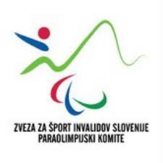 ZVEZA ZA ŠPORT INVALIDOV SLOVENIJE
PARAOLIMPIJSKI KOMITE